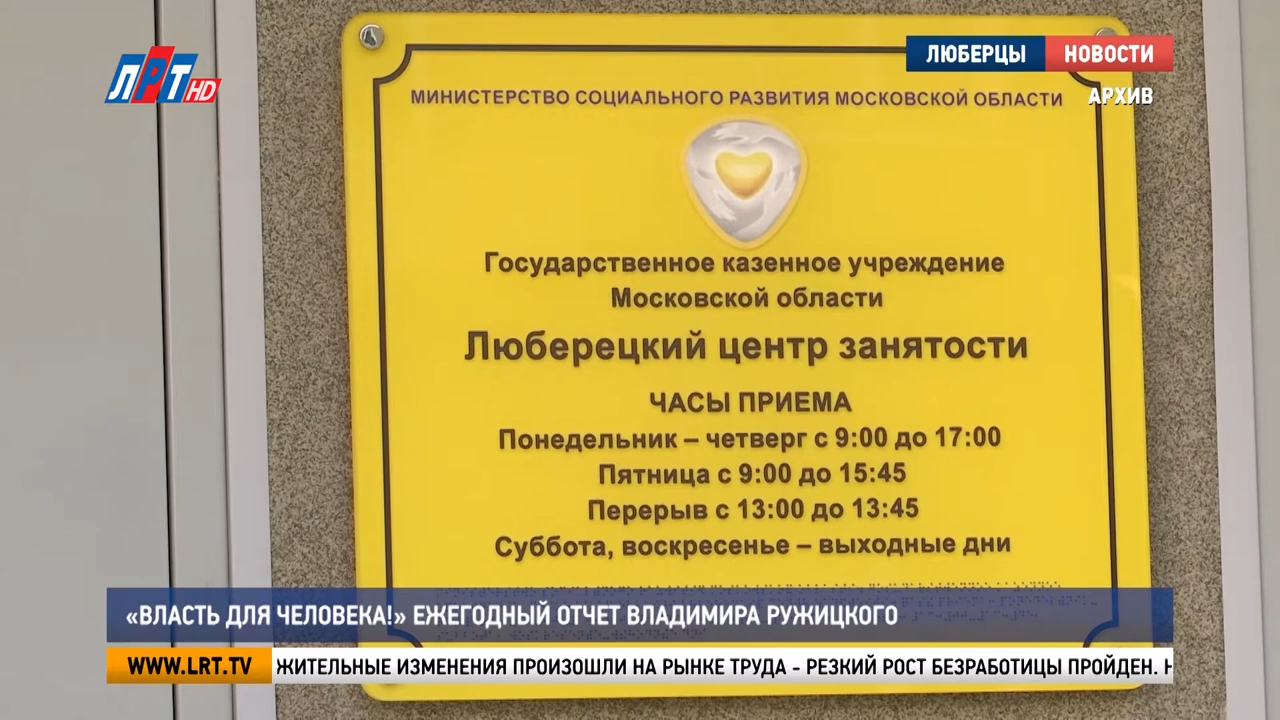 ЛРТ HD
ЛЮБЕРЦЫ НОВОСТИ
АРХИВ
МИНИСТЕРСТВО СОЦИАЛЬНОГО РАЗВИТИЯ МОСКОВСКОЙ ОБЛАСТИ
Государственное казенное учреждение
Московской области
Люберецкий центр занятости
ЧАСЫ ПРИЕМА
Понедельник – четверг с 9:00 до 17:00
Пятница с 9:00 до 15:45
Перерыв с 13:00 до 13:45
Суббота, воскресенье – выходные дни
«ВЛАСТЬ ДЛЯ ЧЕЛОВЕКА!» ЕЖЕГОДНЫЙ ОТЧЕТ ВЛАДИМИРА РУЖИЦКОГО
WWW.LRT.TV ЖИТЕЛЬНЫЕ ИЗМЕНЕНИЯ ПРОИЗОШЛИ НА РЫНКЕ ТРУДА - РЕЗКИЙ РОСТ БЕЗРАБОТИЦЫ ПРОЙДЕН.